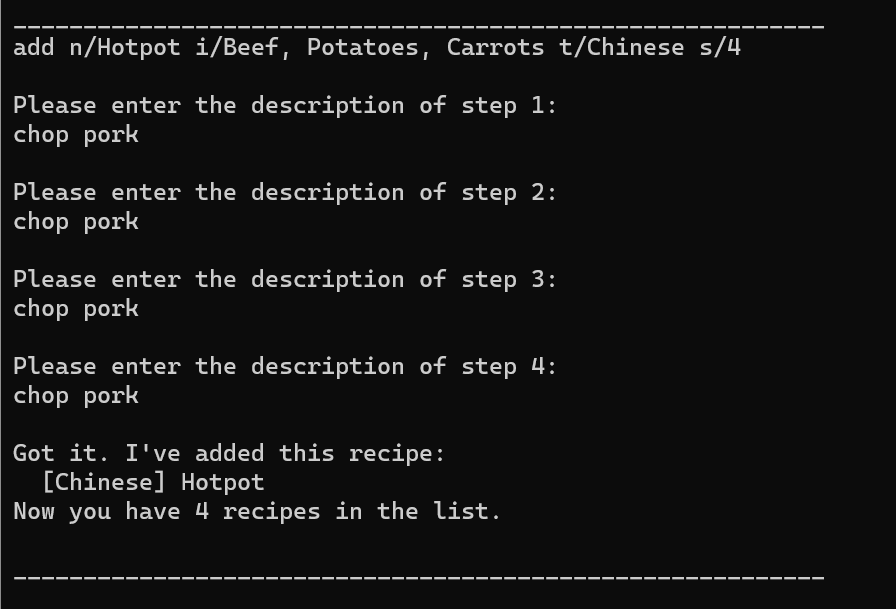 ____________________________________________________________
add n/Hotpot i/Beef, Potatoes, Carrots t/Chinese s/4
Please enter the description of step 1:
chop pork
Please enter the description of step 2:
chop pork
Please enter the description of step 3:
chop pork
Please enter the description of step 4:
chop pork
Got it. I've added this recipe:
  [Chinese] Hotpot
Now you have 4 recipes in the list.
____________________________________________________________